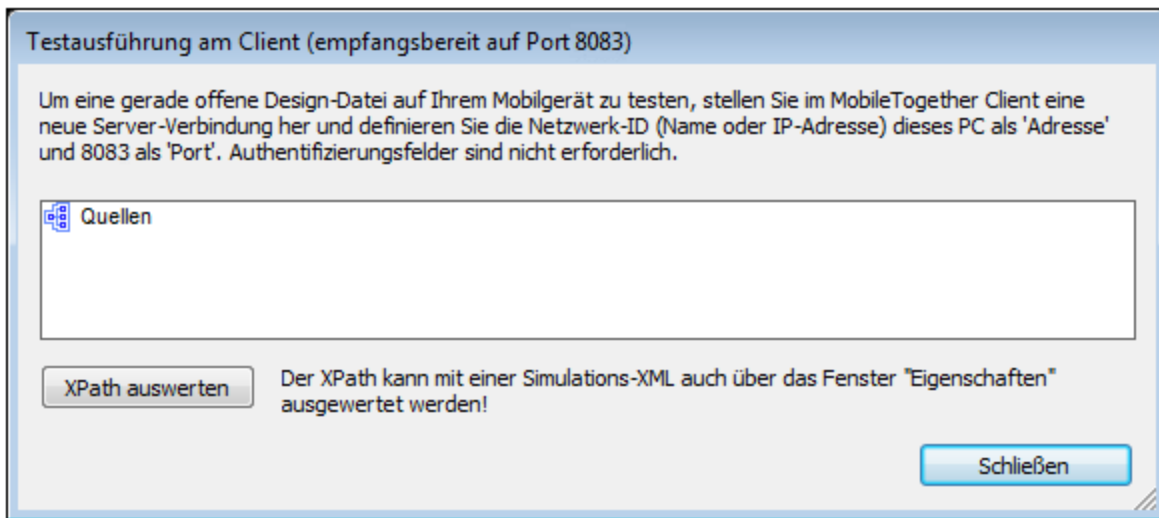 Testausführung am Client (empfangsbereit auf Port 8083)
Um eine gerade offene Design-Datei auf Ihrem Mobilgerät zu testen, stellen Sie im MobileTogether Client eine
neue Server-Verbindung her und definieren Sie die Netzwerk-ID (Name oder IP-Adresse) dieses PC als 'Adresse'
und 8083 als 'Port'. Authentifizierungsfelder sind nicht erforderlich.
Quellen
XPath auswerten
Der XPath kann mit einer Simulations-XML auch über das Fenster "Eigenschaften"
ausgewertet werden!
Schließen